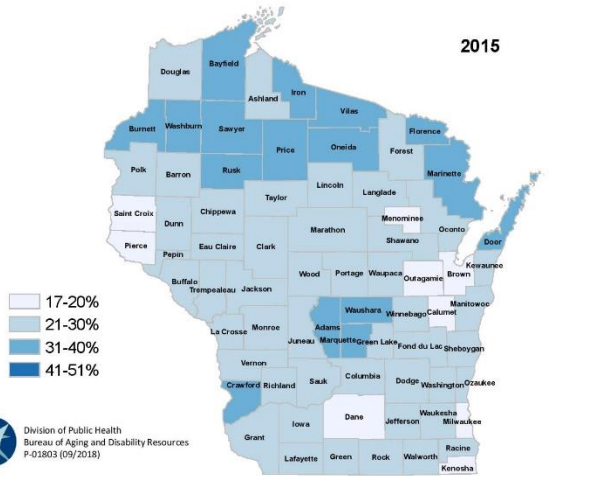 2015
Douglas
Bayfield
Ashland
Iron
Vilas
Burnett
Washburn
Sawyer
Price
Oneida
Forest
Florence
Marinette
Polk
Barron
Rusk
Taylor
Lincoln
Langlade
Menominee
Oconto
Door
Saint Croix
Dunn
Chippewa
Clark
Marathon
Shawano
Pierce
Pepin
Eau Claire
Buffalo
Trempealeau
Jackson
Wood
Portage
Waupaca
Outagamie
Brown
Kewaunee
La Crosse
Monroe
Juneau
Adams
Waushara
Marquette
Green Lake
Winnebago
Calumet
Manitowoc
Fond du Lac
Sheboygan
Vernon
Crawford
Richland
Sauk
Columbia
Dodge
Washington
Ozaukee
Grant
Iowa
Dane
Jefferson
Waukesha
Milwaukee
Lafayette
Green
Rock
Walworth
Racine
Kenosha
17-20%
21-30%
31-40%
41-51%
Division of Public Health
Bureau of Aging and Disability Resources
P-01803 (09/2018)